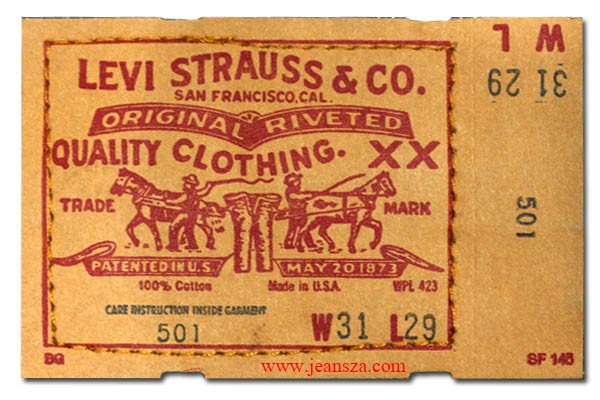 LEVI STRAUSS & CO.
SAN FRANCISCO, CAL.
ORIGINAL RIVETED
QUALITY CLOTHING. XX
TRADE MARK
PATENTED IN U.S. MAY 20 1873
100% Cotton Made in U.S.A. WPL 423
CARE INSTRUCTION INSIDE GARMENT
501 W31 L29
SG SF 145
www.jeansza.com
W L
31 29
501